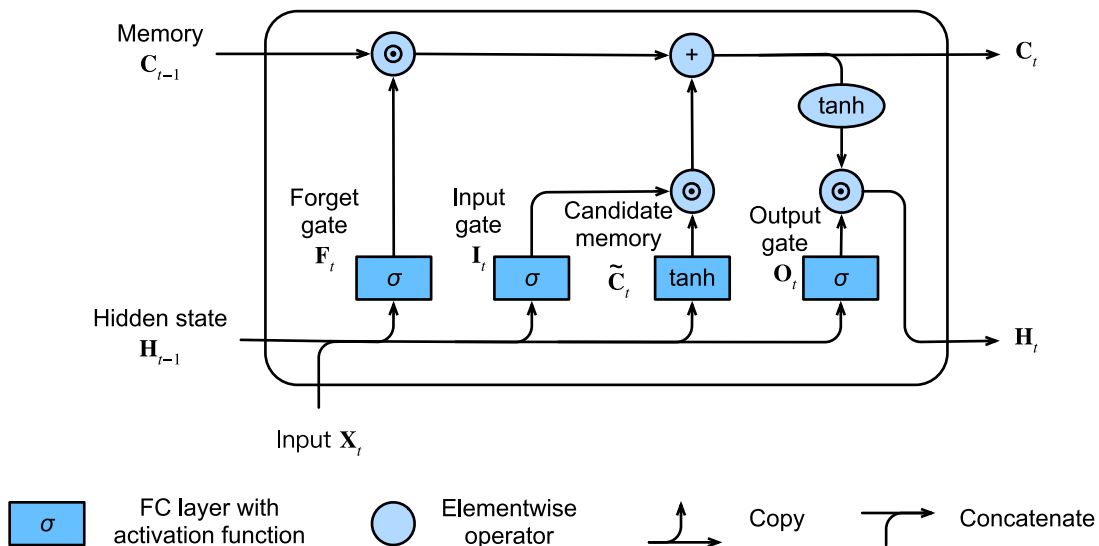 Memory
C_{t−1}
+
C_t
tanh
Forget
gate
F_t
Input
gate
I_t
Candidate
memory
C̃_t
Output
gate
O_t
σ
σ
tanh
σ
Hidden state
H_{t−1}
H_t
Input X_t
σ
FC layer with
activation function
Elementwise
operator
Copy
Concatenate